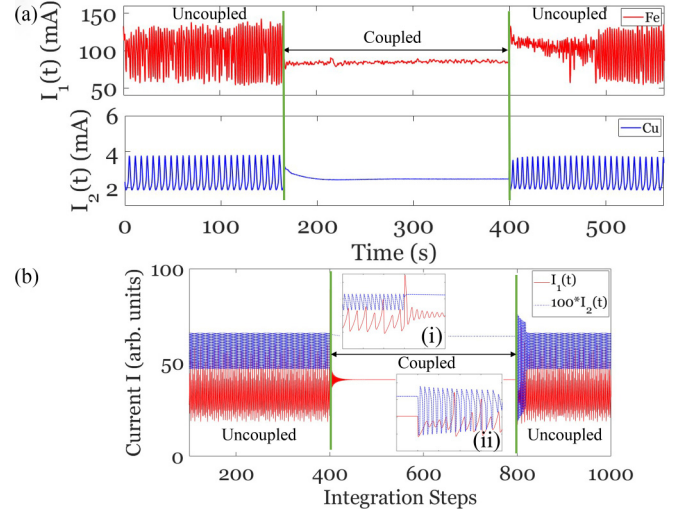 (a)
Uncoupled
Coupled
Uncoupled
Fe
I₁(t) (mA)
150
100
50
Cu
I₂(t) (mA)
6
4
2
0 100 200 300 400 500
Time (s)
(b)
Current I (arb. units)
100
50
0
I₁(t)
100*I₂(t)
(i)
Coupled
(ii)
Uncoupled
Uncoupled
200 400 600 800 1000
Integration Steps